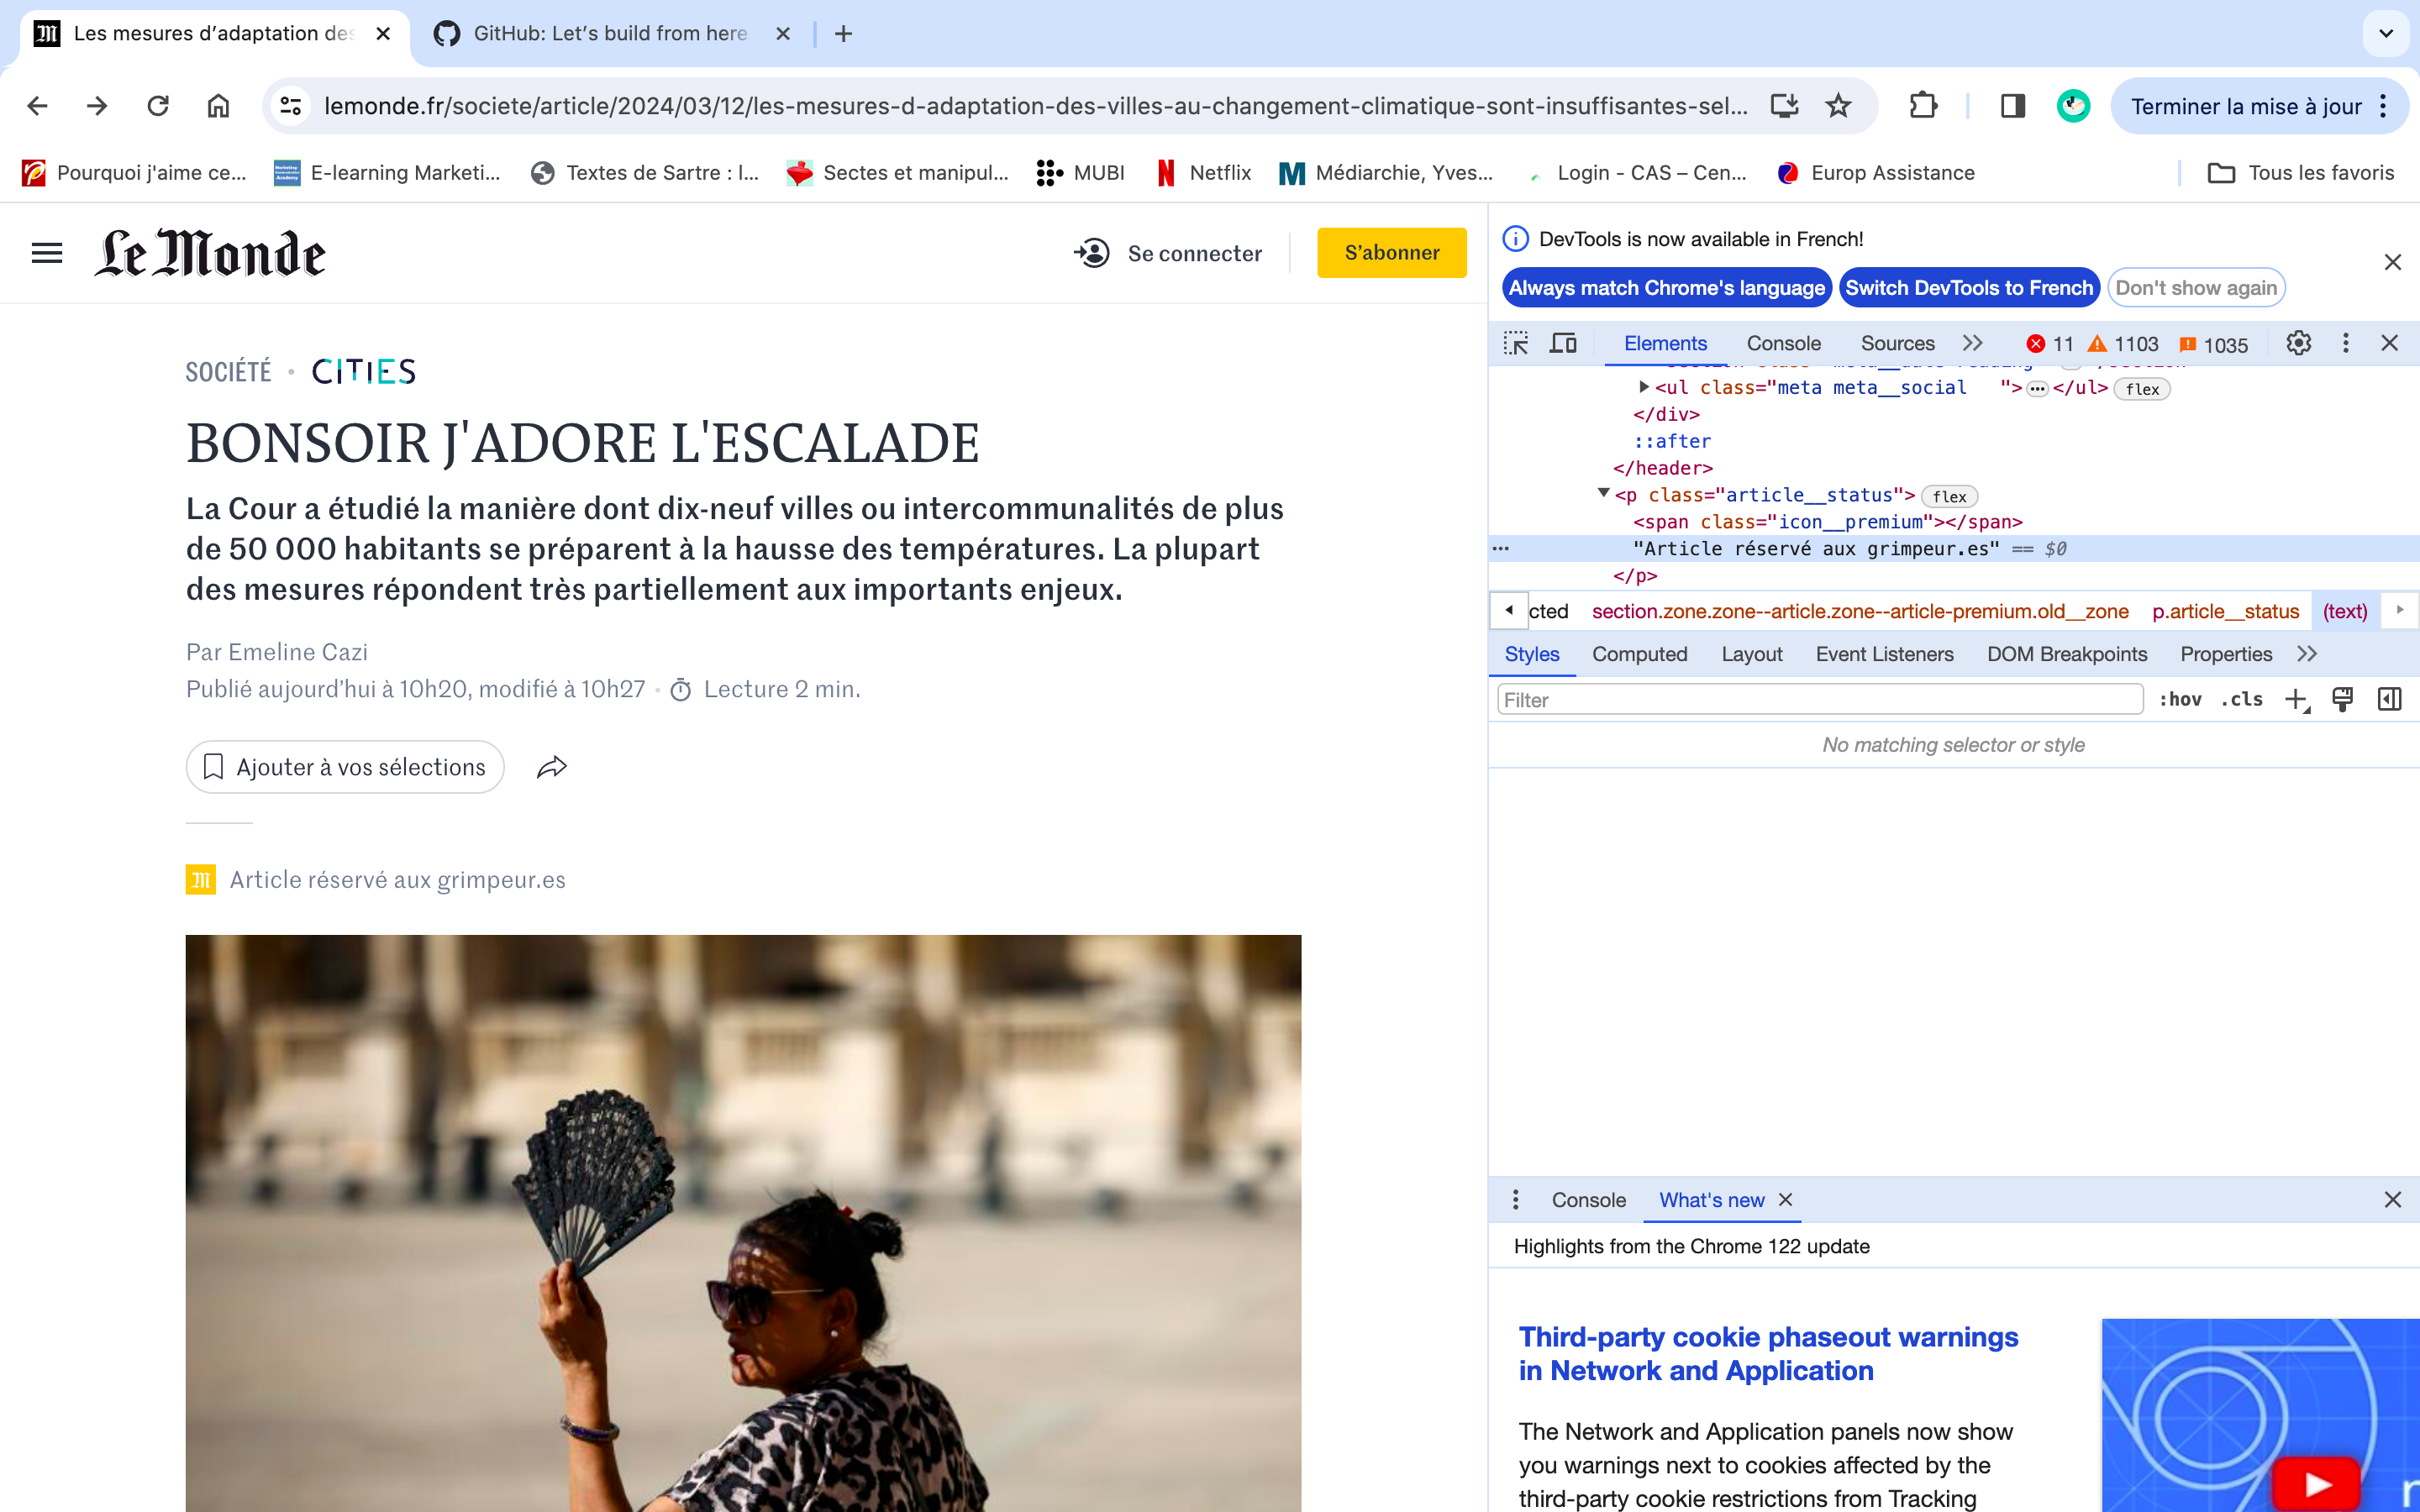 Les mesures d'adaptation des
GitHub: Let's build from here
lemonde.fr/societe/article/2024/03/12/les-mesures-d-adaptation-des-villes-au-changement-climatique-sont-insuffisantes-sel...
Terminer la mise à jour
Pourquoi j'aime ce...
E-learning Marketi...
Textes de Sartre : l...
Sectes et manipul...
MUBI
Netflix
Médiarchie, Yves...
Login - CAS – Cen...
Europ Assistance
Tous les favoris
Le Monde
Se connecter
S'abonner
SOCIÉTÉ • CITIES
BONSOIR J'ADORE L'ESCALADE
La Cour a étudié la manière dont dix-neuf villes ou intercommunalités de plus
de 50 000 habitants se préparent à la hausse des températures. La plupart
des mesures répondent très partiellement aux importants enjeux.
Par Emeline Cazi
Publié aujourd'hui à 10h20, modifié à 10h27 • Lecture 2 min.
Ajouter à vos sélections
Article réservé aux grimpeur.es
DevTools is now available in French!
Always match Chrome's language
Switch DevTools to French
Don't show again
Elements Console Sources 11 1103 1035
<ul class="meta meta__social   ">…</ul> flex
</div>
::after
</header>
<p class="article__status"> flex
<span class="icon__premium"></span>
"Article réservé aux grimpeur.es" == $0
</p>
cted section.zone.zone--article.zone--article-premium.old__zone p.article__status (text)
Styles Computed Layout Event Listeners DOM Breakpoints Properties
Filter :hov .cls
No matching selector or style
Console What's new
Highlights from the Chrome 122 update
Third-party cookie phaseout warnings
in Network and Application
The Network and Application panels now show
you warnings next to cookies affected by the
third-party cookie restrictions from Tracking